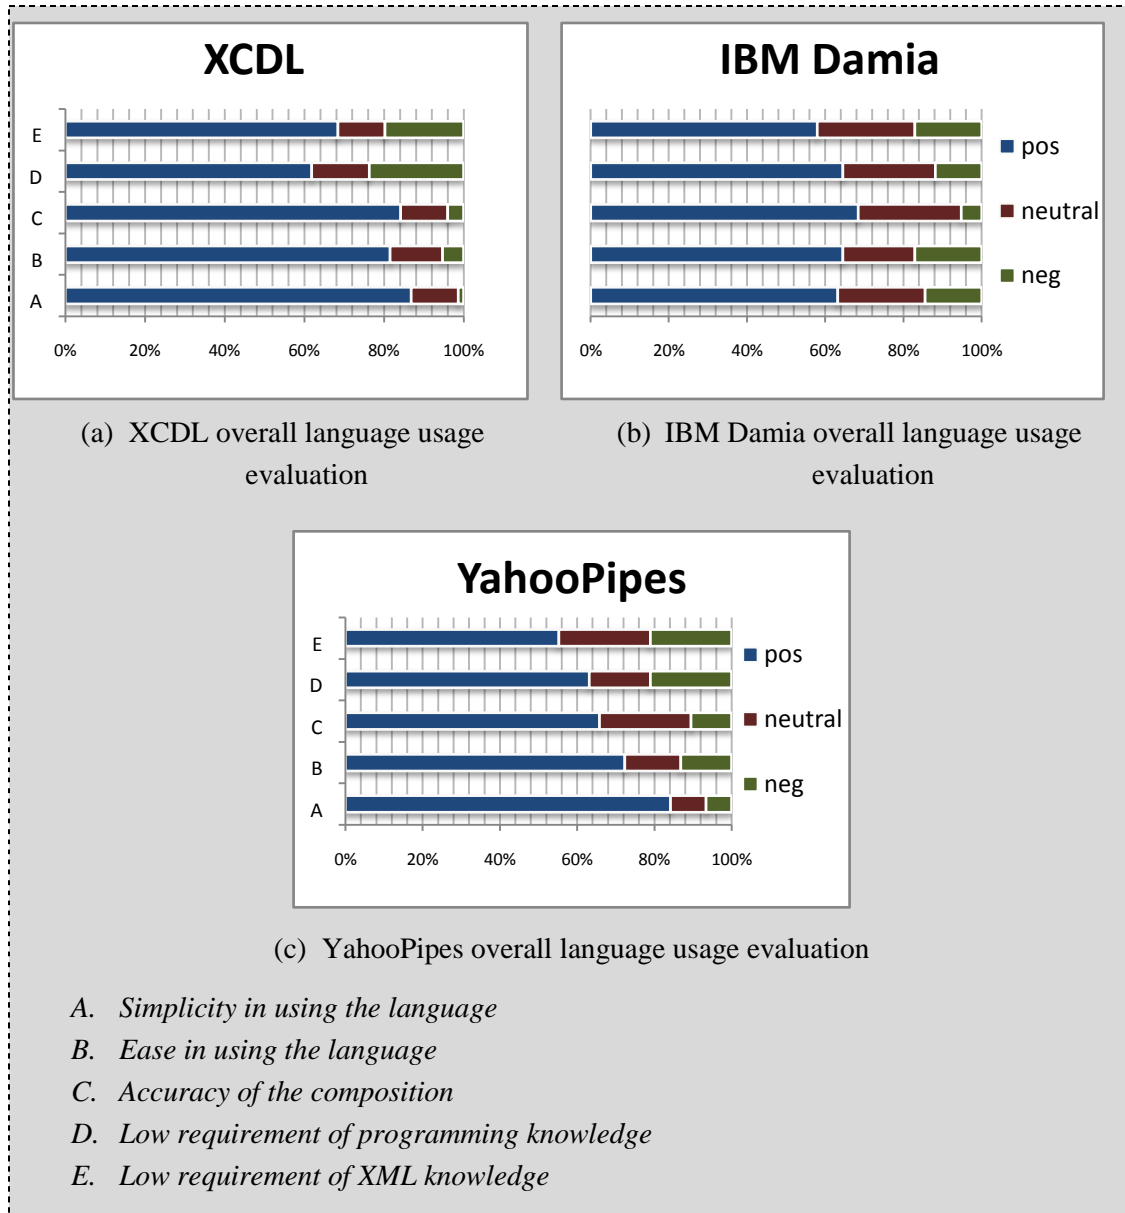 XCDL
E
D
C
B
A
0% 20% 40% 60% 80% 100%
IBM Damia
pos
neutral
neg
0% 20% 40% 60% 80% 100%
(a) XCDL overall language usage
evaluation
(b) IBM Damia overall language usage
evaluation
YahooPipes
E
D
C
B
A
pos
neutral
neg
0% 20% 40% 60% 80% 100%
(c) YahooPipes overall language usage evaluation
A. Simplicity in using the language
B. Ease in using the language
C. Accuracy of the composition
D. Low requirement of programming knowledge
E. Low requirement of XML knowledge